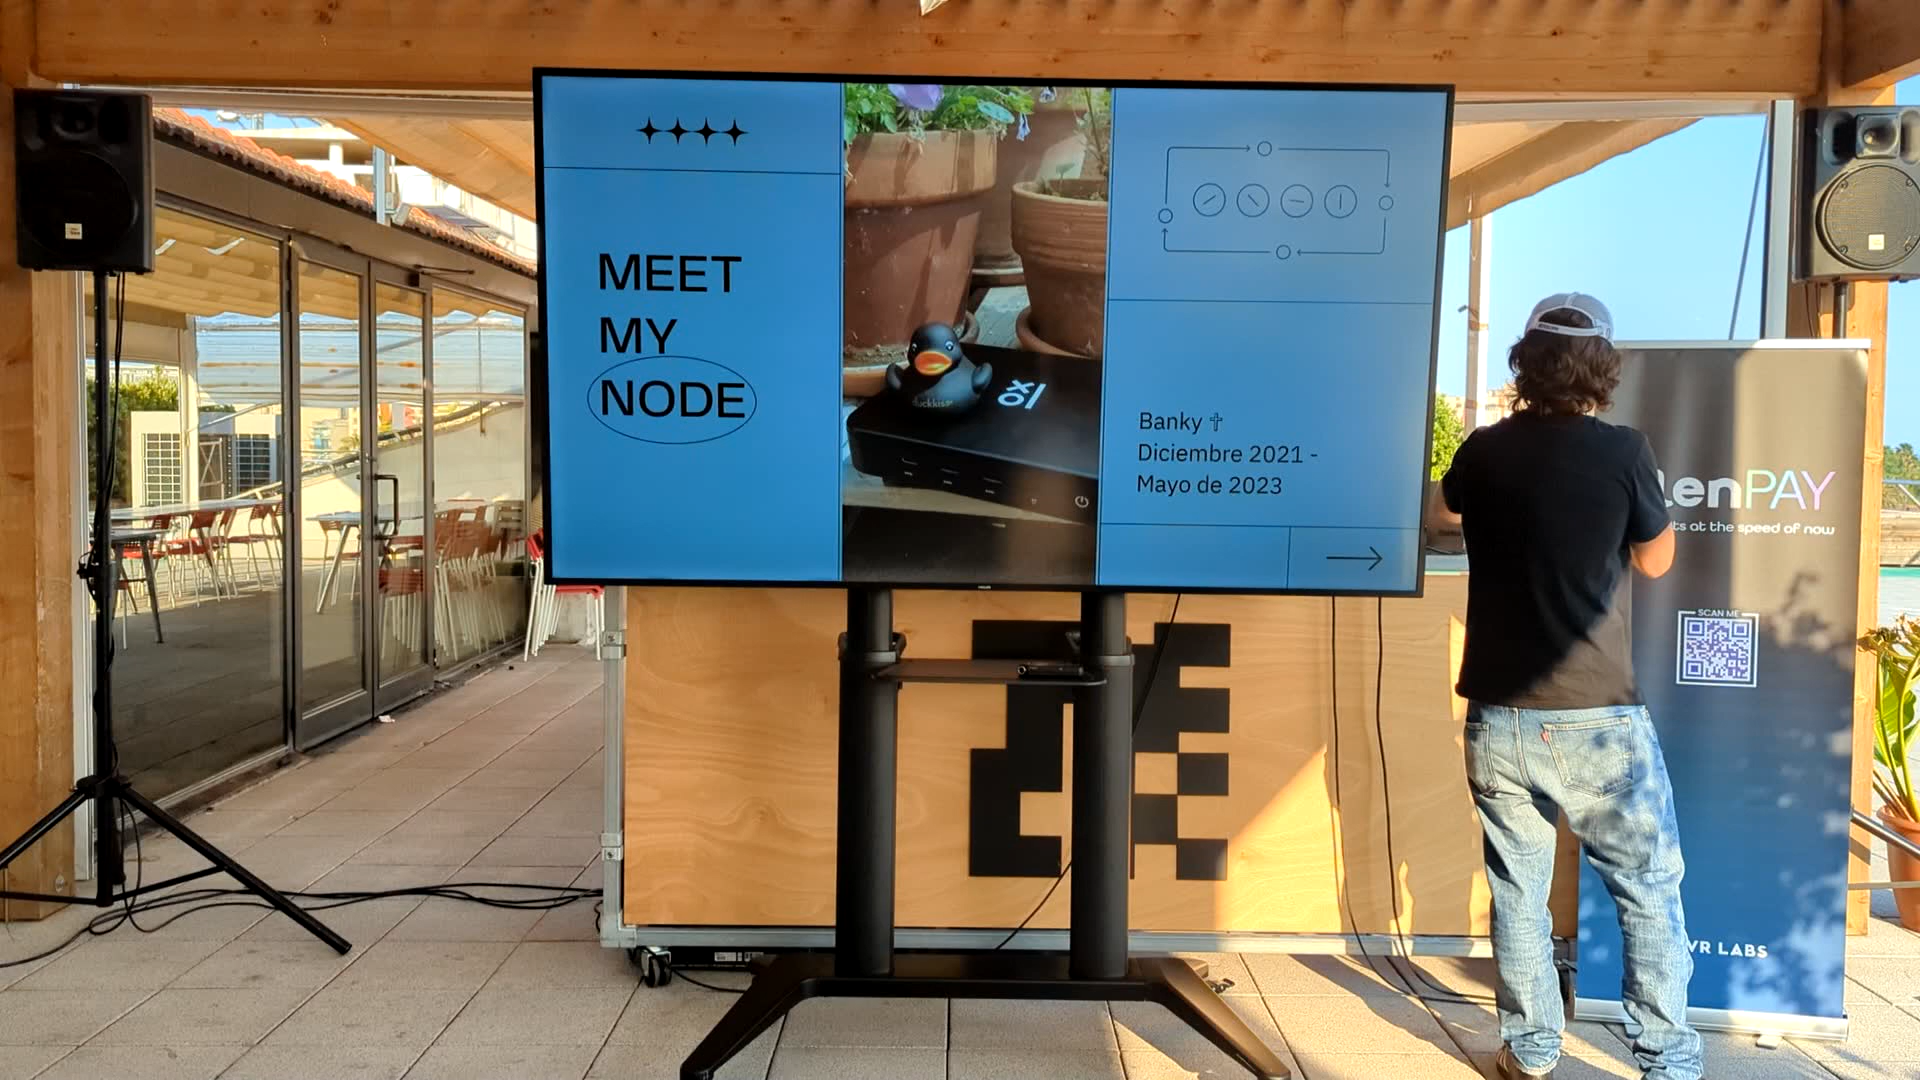 MEET
MY
NODE
Banky ✝
Diciembre 2021 -
Mayo de 2023
enPAY
at the speed of now
SCAN ME
VR LABS